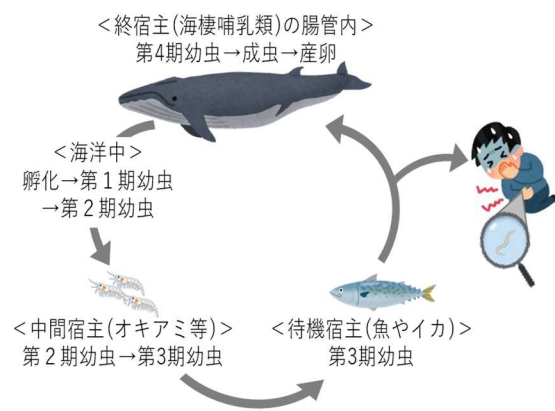 ＜終宿主(海棲哺乳類)の腸管内＞
第4期幼虫→成虫→産卵
＜海洋中＞
孵化→第１期幼虫
→第２期幼虫
＜中間宿主(オキアミ等)＞
第２期幼虫→第3期幼虫
＜待機宿主(魚やイカ)＞
第3期幼虫